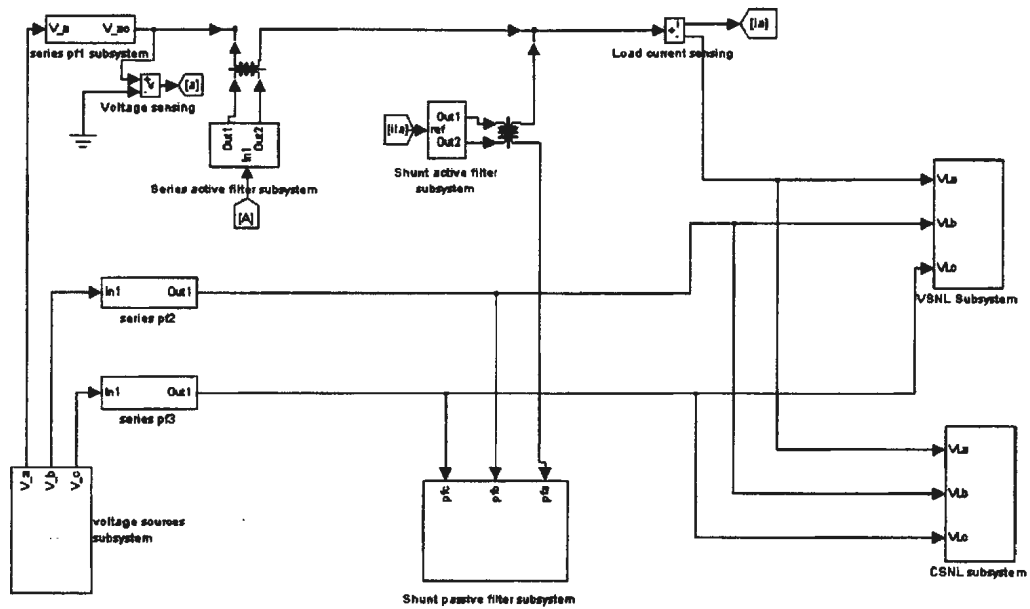 V_a V_ao
series pf1 subsystem
+
v
-
[a]
Voltage sensing
Out1
Out2
In1
Series active filter subsystem
[A]
[ila]
ref
Out1
Out2
Shunt active filter
subsystem
+
i
-
Load current sensing
VLa
VLb
VLc
VSNL Subsystem
In1 Out1
series pf2
In1 Out1
series pf3
V_a
V_b
V_c
voltage sources
subsystem
pfc
pfb
pfa
Shunt passive filter subsystem
VLa
VLb
VLc
CSNL subsystem